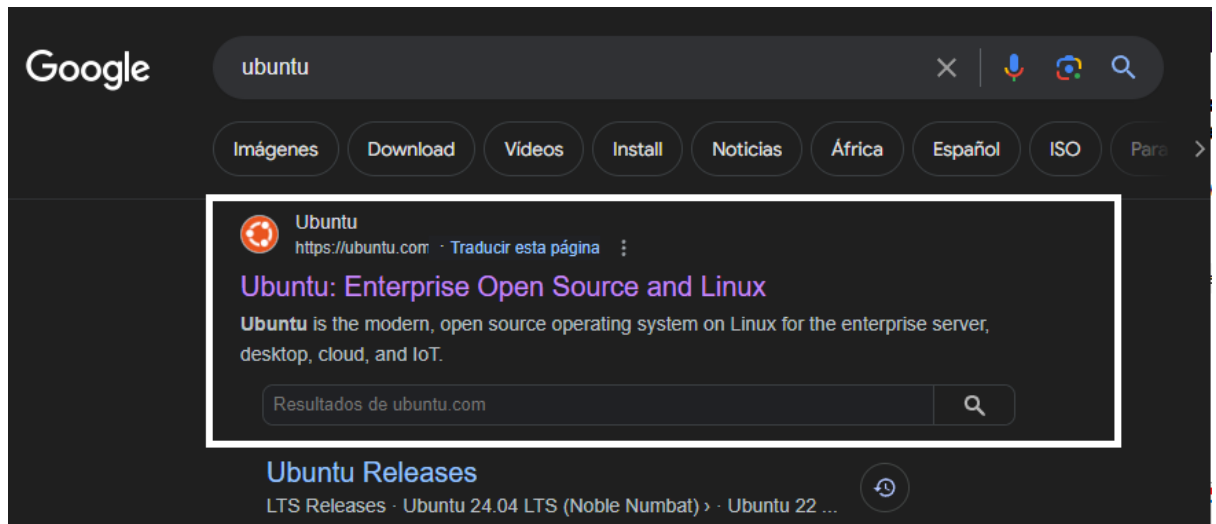 Google
ubuntu
Imágenes
Download
Vídeos
Install
Noticias
África
Español
ISO
Para
Ubuntu
https://ubuntu.com · Traducir esta página
Ubuntu: Enterprise Open Source and Linux
Ubuntu is the modern, open source operating system on Linux for the enterprise server,
desktop, cloud, and IoT.
Resultados de ubuntu.com
Ubuntu Releases
LTS Releases · Ubuntu 24.04 LTS (Noble Numbat) › · Ubuntu 22 ...